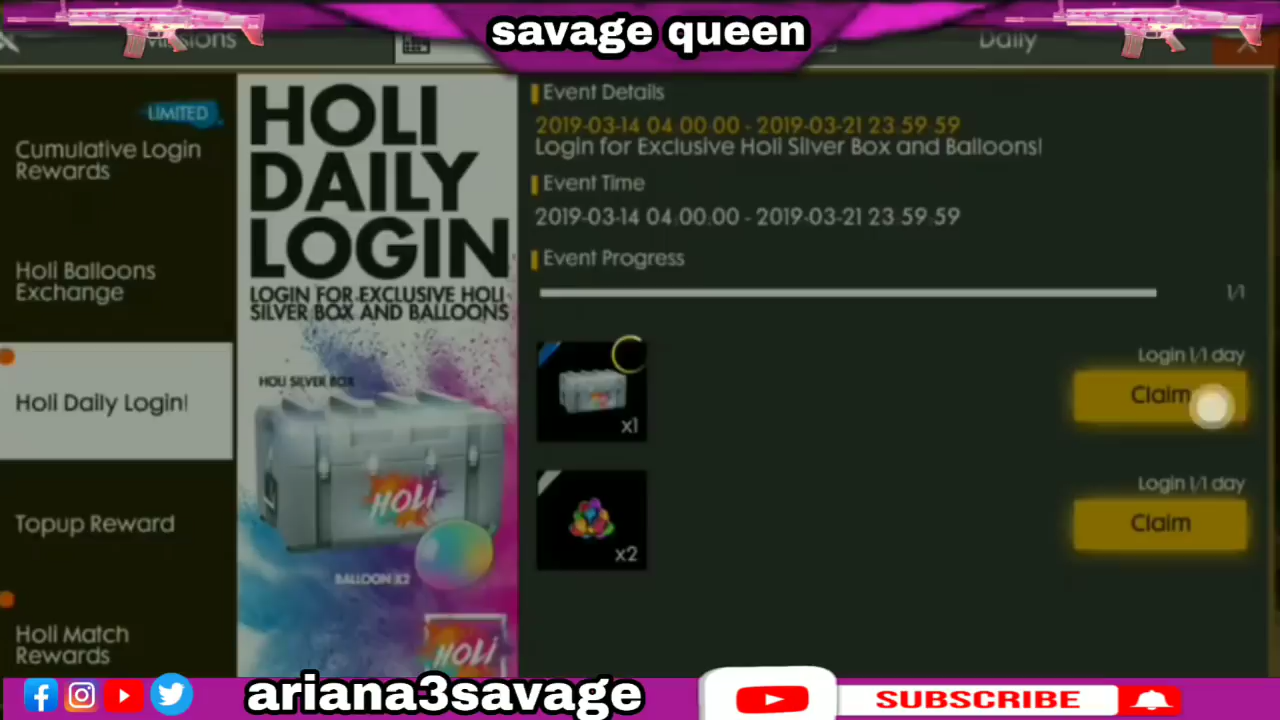 savage queen
Missions
Daily
LIMITED
Cumulative Login
Rewards
Holi Balloons
Exchange
Holi Daily Login!
Topup Reward
Holi Match
Rewards
HOLI
DAILY
LOGIN
LOGIN FOR EXCLUSIVE HOLI
SILVER BOX AND BALLOONS
HOLI SILVER BOX
HOLI
BALLOON X2
HOLI
Event Details
2019-03-14 04:00:00 - 2019-03-21 23:59:59
Login for Exclusive Holi Silver Box and Balloons!
Event Time
2019-03-14 04:00:00 - 2019-03-21 23:59:59
Event Progress
1/1
x1
Login 1/1 day
Claim
x2
Login 1/1 day
Claim
ariana3savage
SUBSCRIBE